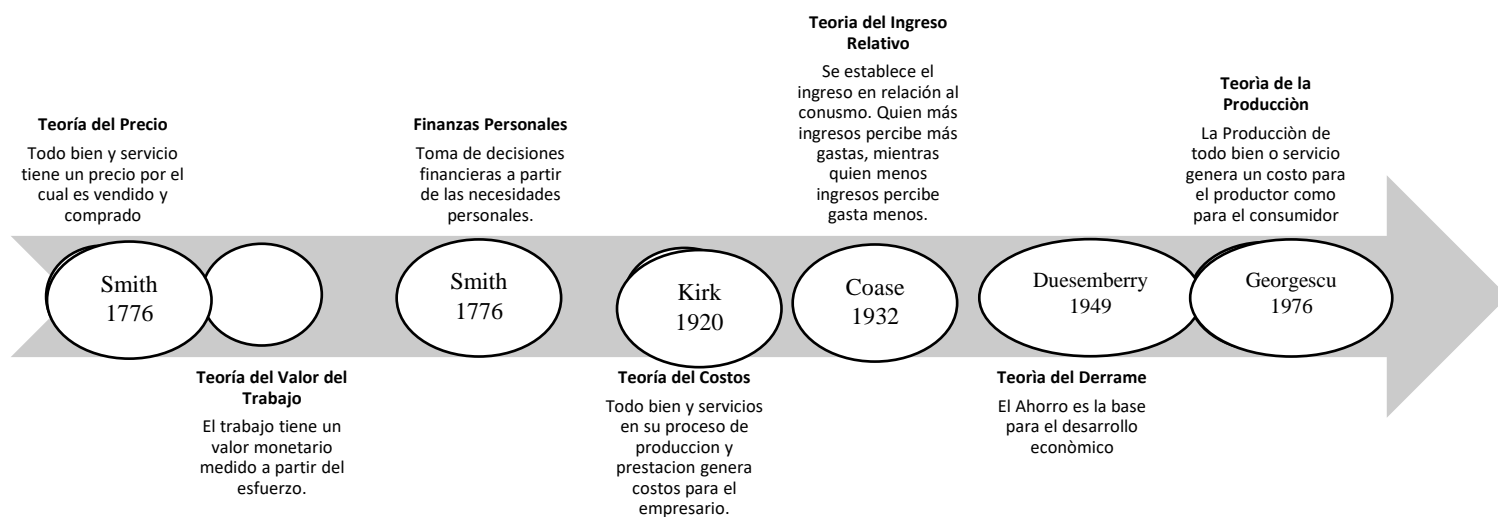 Teoría del Precio
Todo bien y servicio
tiene un precio por el
cual es vendido y
comprado
Smith
1776
Teoría del Valor del
Trabajo
El trabajo tiene un
valor monetario
medido a partir del
esfuerzo.
Finanzas Personales
Toma de decisiones
financieras a partir
de las necesidades
personales.
Smith
1776
Kirk
1920
Teoría del Costos
Todo bien y servicios
en su proceso de
produccion y
prestacion genera
costos para el
empresario.
Teoria del Ingreso
Relativo
Se establece el
ingreso en relación al
conusmo. Quien más
ingresos percibe más
gastas, mientras
quien menos
ingresos percibe
gasta menos.
Coase
1932
Duesemberry
1949
Teorìa del Derrame
El Ahorro es la base
para el desarrollo
econòmico
Teorìa de la
Producciòn
La Producciòn de
todo bien o servicio
genera un costo para
el productor como
para el consumidor
Georgescu
1976